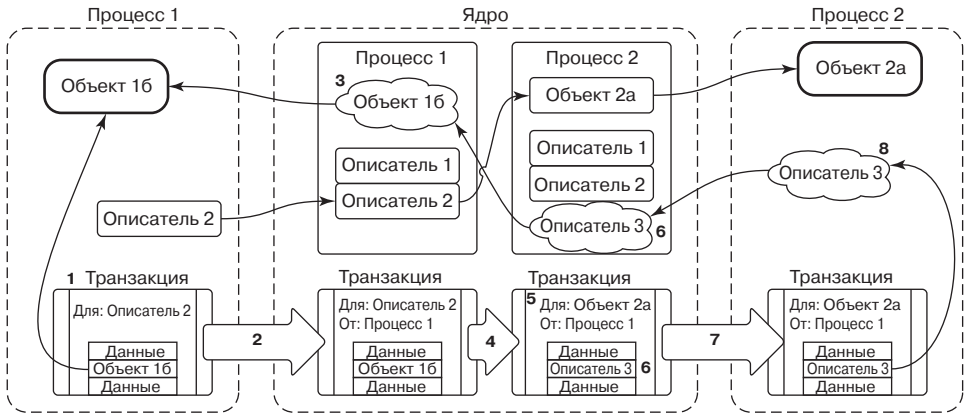 Процесс 1
Ядро
Процесс 2
Процесс 1
Процесс 2
Объект 1б
3
Объект 1б
Объект 2а
Объект 2а
Описатель 1
Описатель 2
Описатель 1
Описатель 2
8
Описатель 3
Описатель 2
Описатель 3
6
1 Транзакция
Для: Описатель 2
Данные
Объект 1б
Данные
2
Транзакция
Для: Описатель 2
От: Процесс 1
Данные
Объект 1б
Данные
4
Транзакция
5
Для: Объект 2а
От: Процесс 1
Данные
Описатель 3
6
Данные
7
Транзакция
Для: Объект 2а
От: Процесс 1
Данные
Описатель 3
Данные